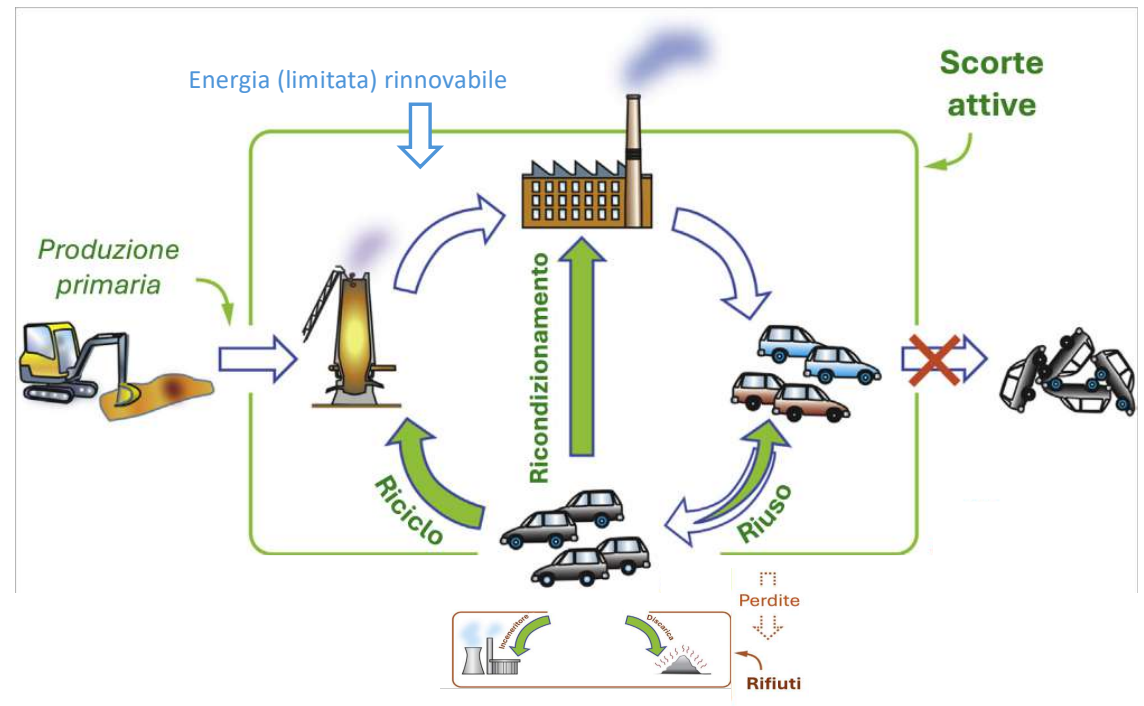 Energia (limitata) rinnovabile
Scorte
attive
Produzione
primaria
Ricondizionamento
Riciclo
Riuso
Perdite
Inceneritore
Discarica
Rifiuti